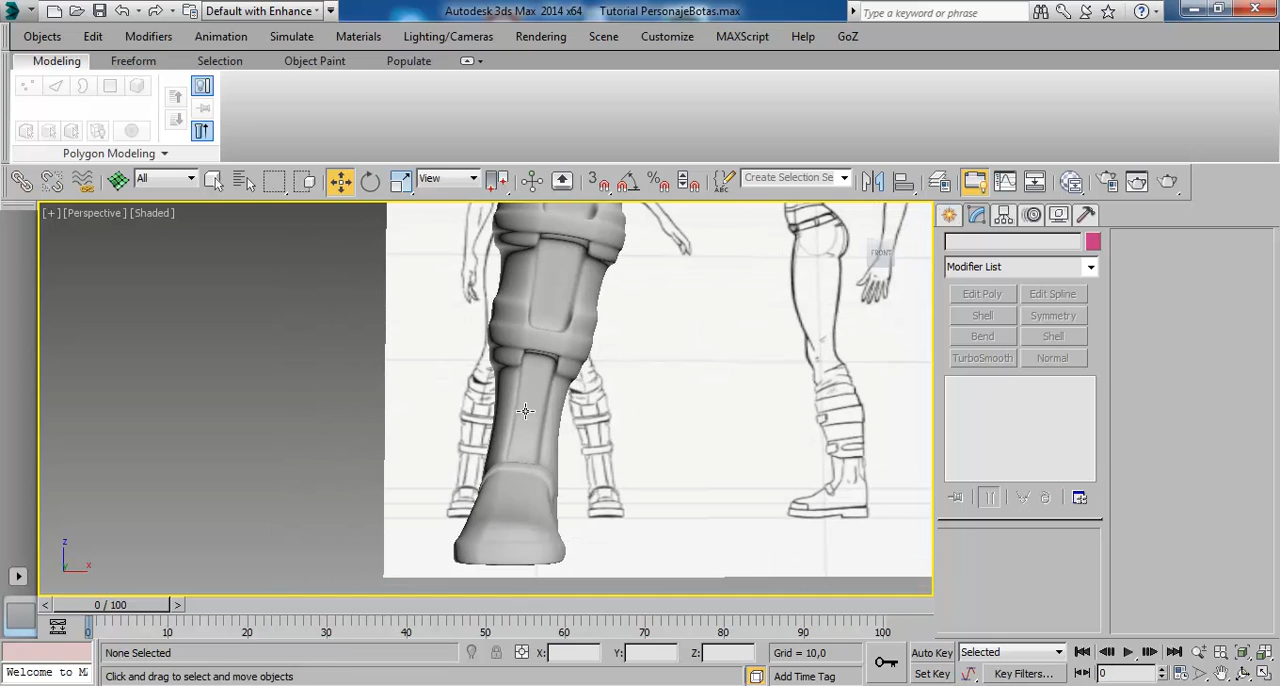 Default with Enhance
Autodesk 3ds Max 2014 x64 Tutorial PersonajeBotas.max
Type a keyword or phrase
Objects Edit Modifiers Animation Simulate Materials Lighting/Cameras Rendering Scene Customize MAXScript Help GoZ
Modeling Freeform Selection Object Paint Populate
Polygon Modeling
All View 3 Create Selection Se
ABC
[+] [Perspective] [Shaded]
FRONT
Modifier List
Edit Poly Edit Spline
Shell Symmetry
Bend Shell
TurboSmooth Normal
z
x
< 0 / 100 >
0 10 20 30 40 50 60 70 80 90 100
None Selected X: Y: Z: Grid = 10,0 Auto Key Selected
Welcome to M Click and drag to select and move objects Add Time Tag Set Key Key Filters... 0